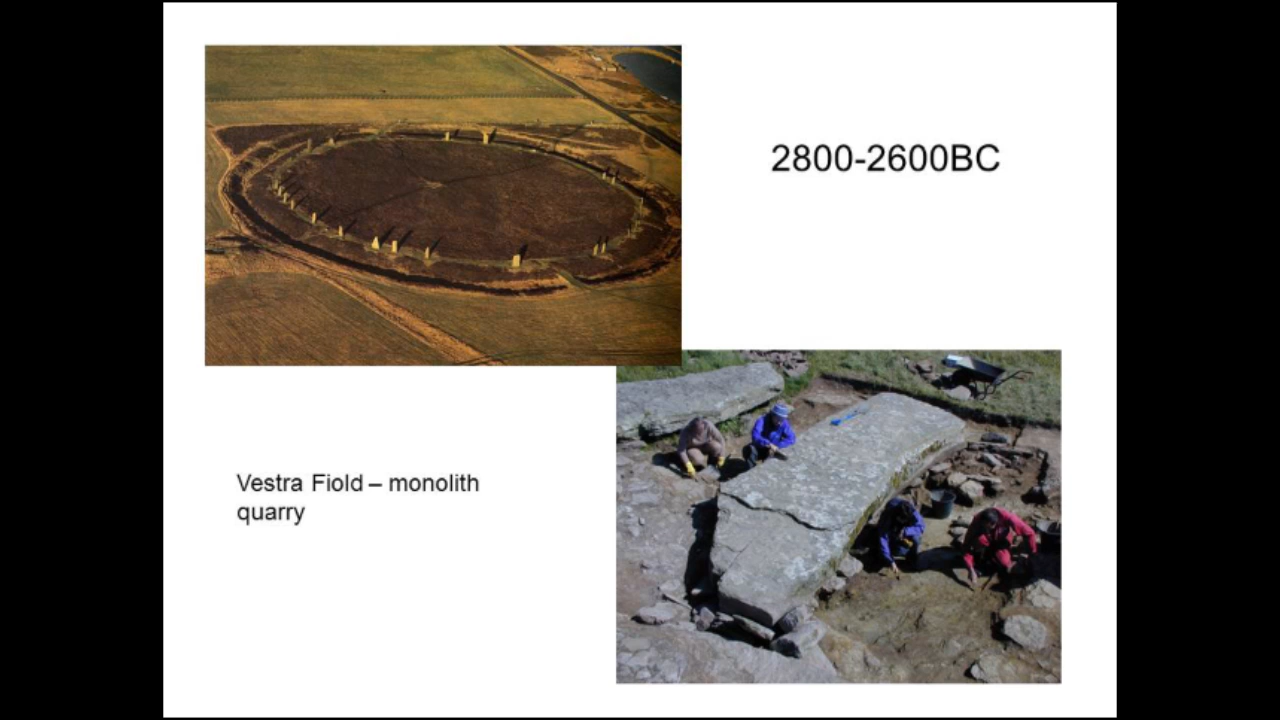 2800-2600BC
Vestra Fiold – monolith
quarry